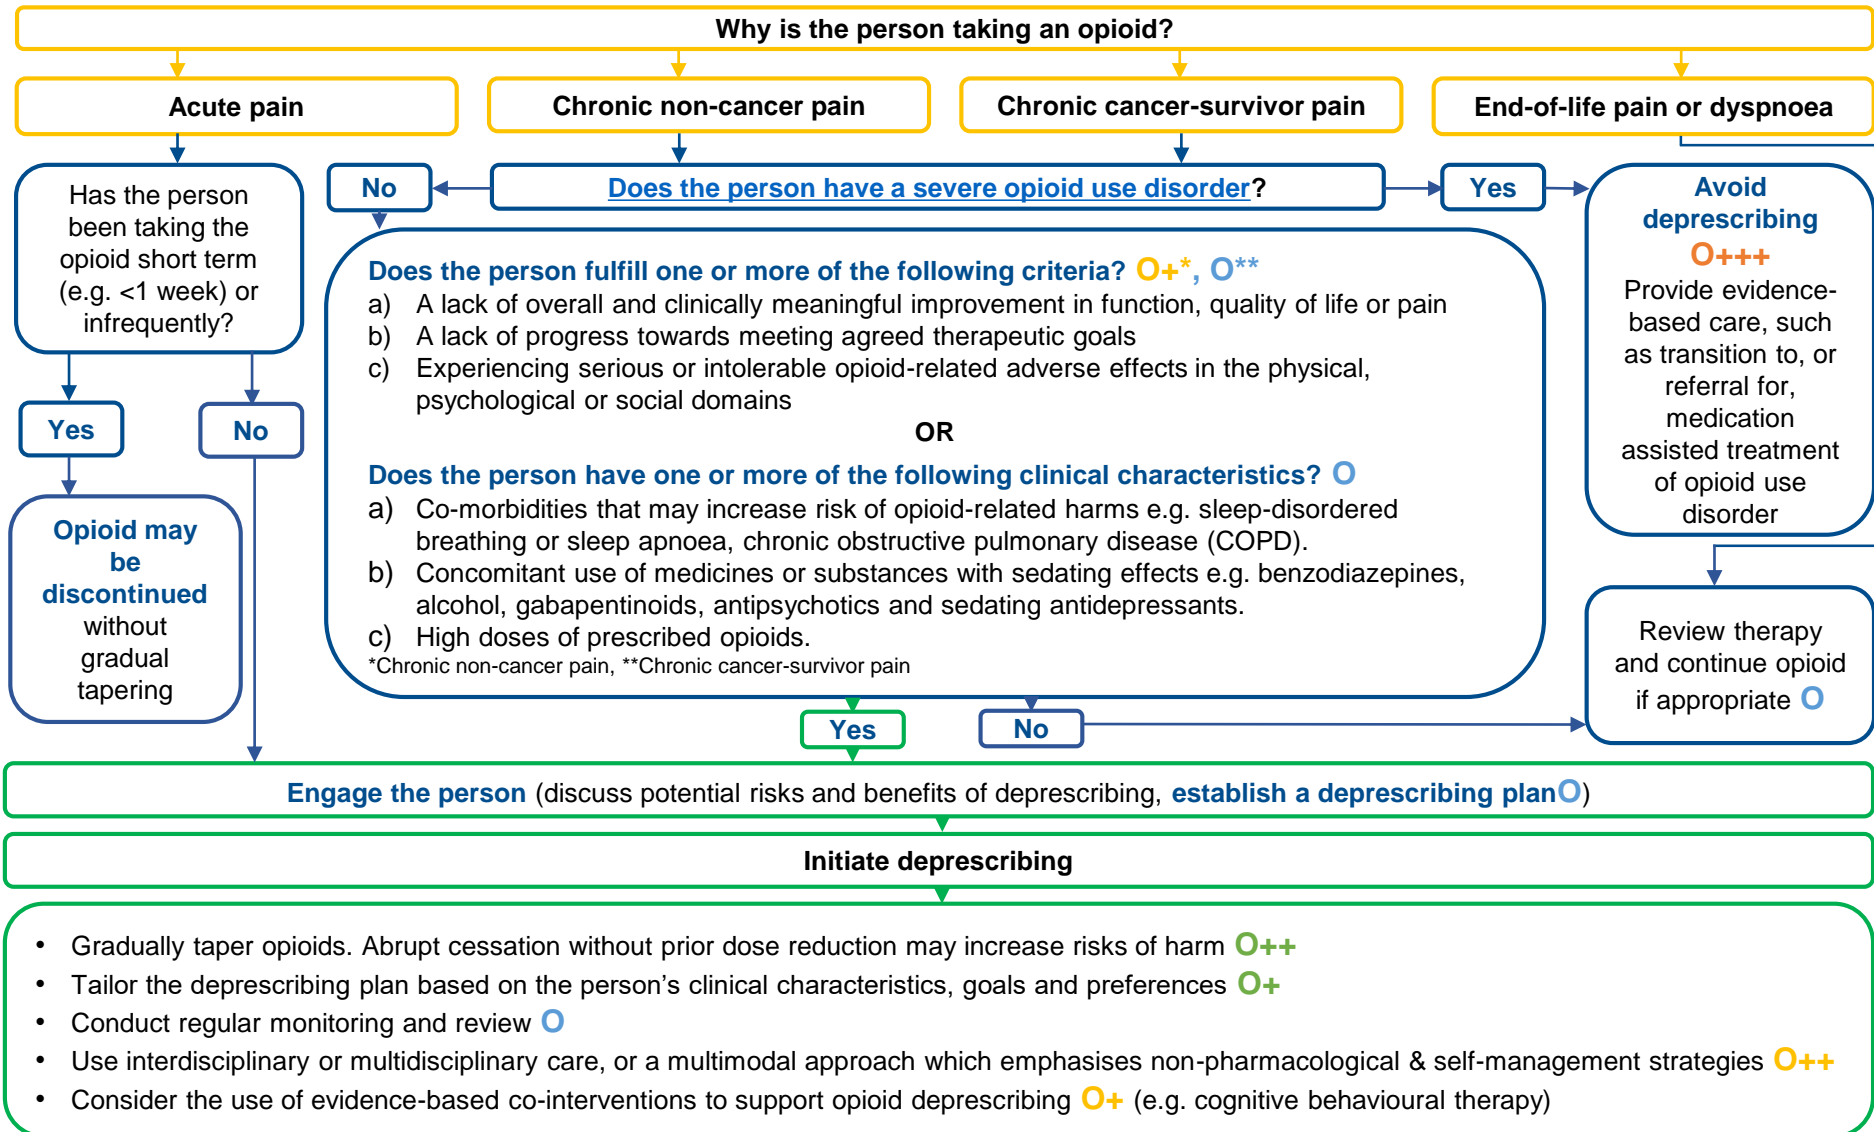 Why is the person taking an opioid?
Acute pain
Chronic non-cancer pain
Chronic cancer-survivor pain
End-of-life pain or dyspnoea
Has the person
been taking the
opioid short term
(e.g. <1 week) or
infrequently?
No
Does the person have a severe opioid use disorder?
Yes
Avoid
deprescribing
O+++
Provide evidence-
based care, such
as transition to, or
referral for,
medication
assisted treatment
of opioid use
disorder
Does the person fulfill one or more of the following criteria? O+*, O**
a) A lack of overall and clinically meaningful improvement in function, quality of life or pain
b) A lack of progress towards meeting agreed therapeutic goals
c) Experiencing serious or intolerable opioid-related adverse effects in the physical,
psychological or social domains
OR
Does the person have one or more of the following clinical characteristics? O
a) Co-morbidities that may increase risk of opioid-related harms e.g. sleep-disordered
breathing or sleep apnoea, chronic obstructive pulmonary disease (COPD).
b) Concomitant use of medicines or substances with sedating effects e.g. benzodiazepines,
alcohol, gabapentinoids, antipsychotics and sedating antidepressants.
c) High doses of prescribed opioids.
*Chronic non-cancer pain, **Chronic cancer-survivor pain
Yes
No
Opioid may
be
discontinued
without
gradual
tapering
Review therapy
and continue opioid
if appropriate O
Yes
No
Engage the person (discuss potential risks and benefits of deprescribing, establish a deprescribing planO)
Initiate deprescribing
• Gradually taper opioids. Abrupt cessation without prior dose reduction may increase risks of harm O++
• Tailor the deprescribing plan based on the person's clinical characteristics, goals and preferences O+
• Conduct regular monitoring and review O
• Use interdisciplinary or multidisciplinary care, or a multimodal approach which emphasises non-pharmacological & self-management strategies O++
• Consider the use of evidence-based co-interventions to support opioid deprescribing O+ (e.g. cognitive behavioural therapy)